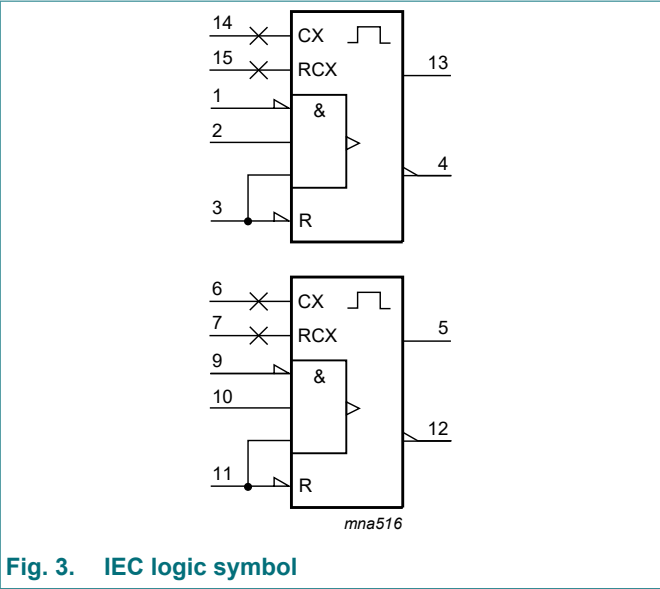 14 CX
15 RCX 13
1 &
2
4
3 R
6 CX
7 RCX 5
9 &
10
12
11 R
mna516
Fig. 3. IEC logic symbol